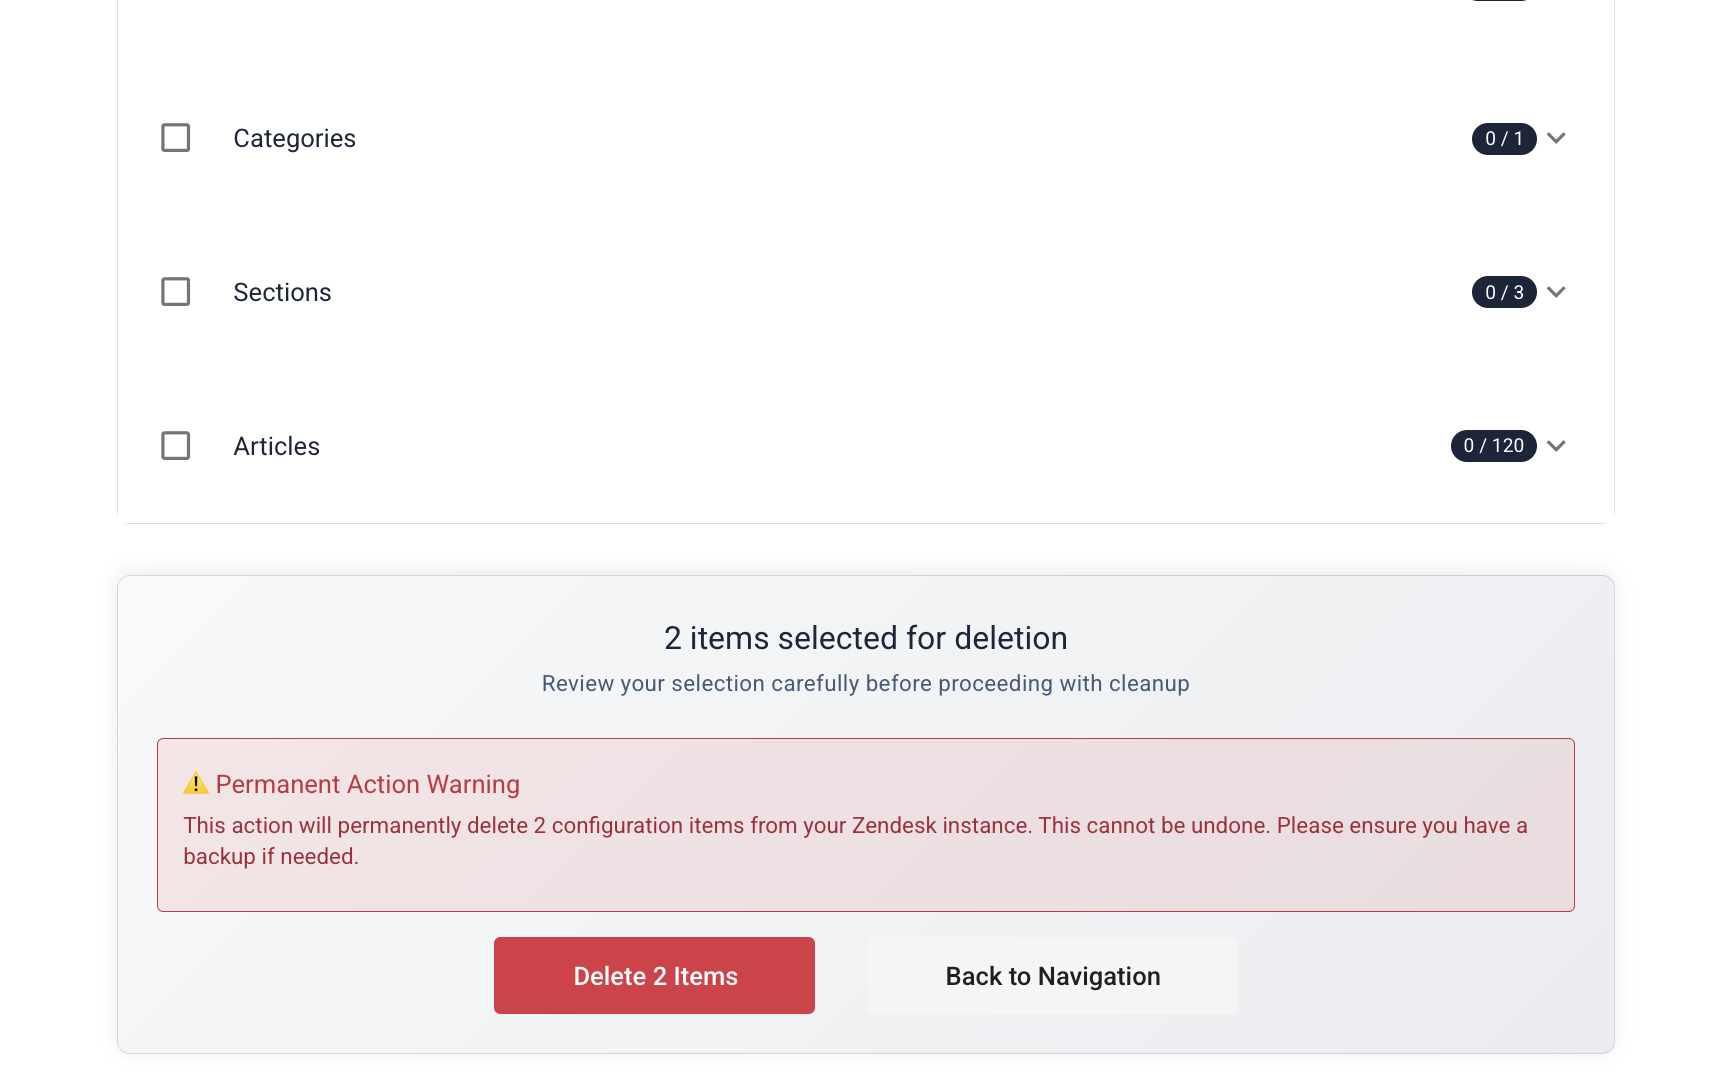 Categories
0 / 1
Sections
0 / 3
Articles
0 / 120
2 items selected for deletion
Review your selection carefully before proceeding with cleanup
⚠️ Permanent Action Warning
This action will permanently delete 2 configuration items from your Zendesk instance. This cannot be undone. Please ensure you have a
backup if needed.
Delete 2 Items
Back to Navigation